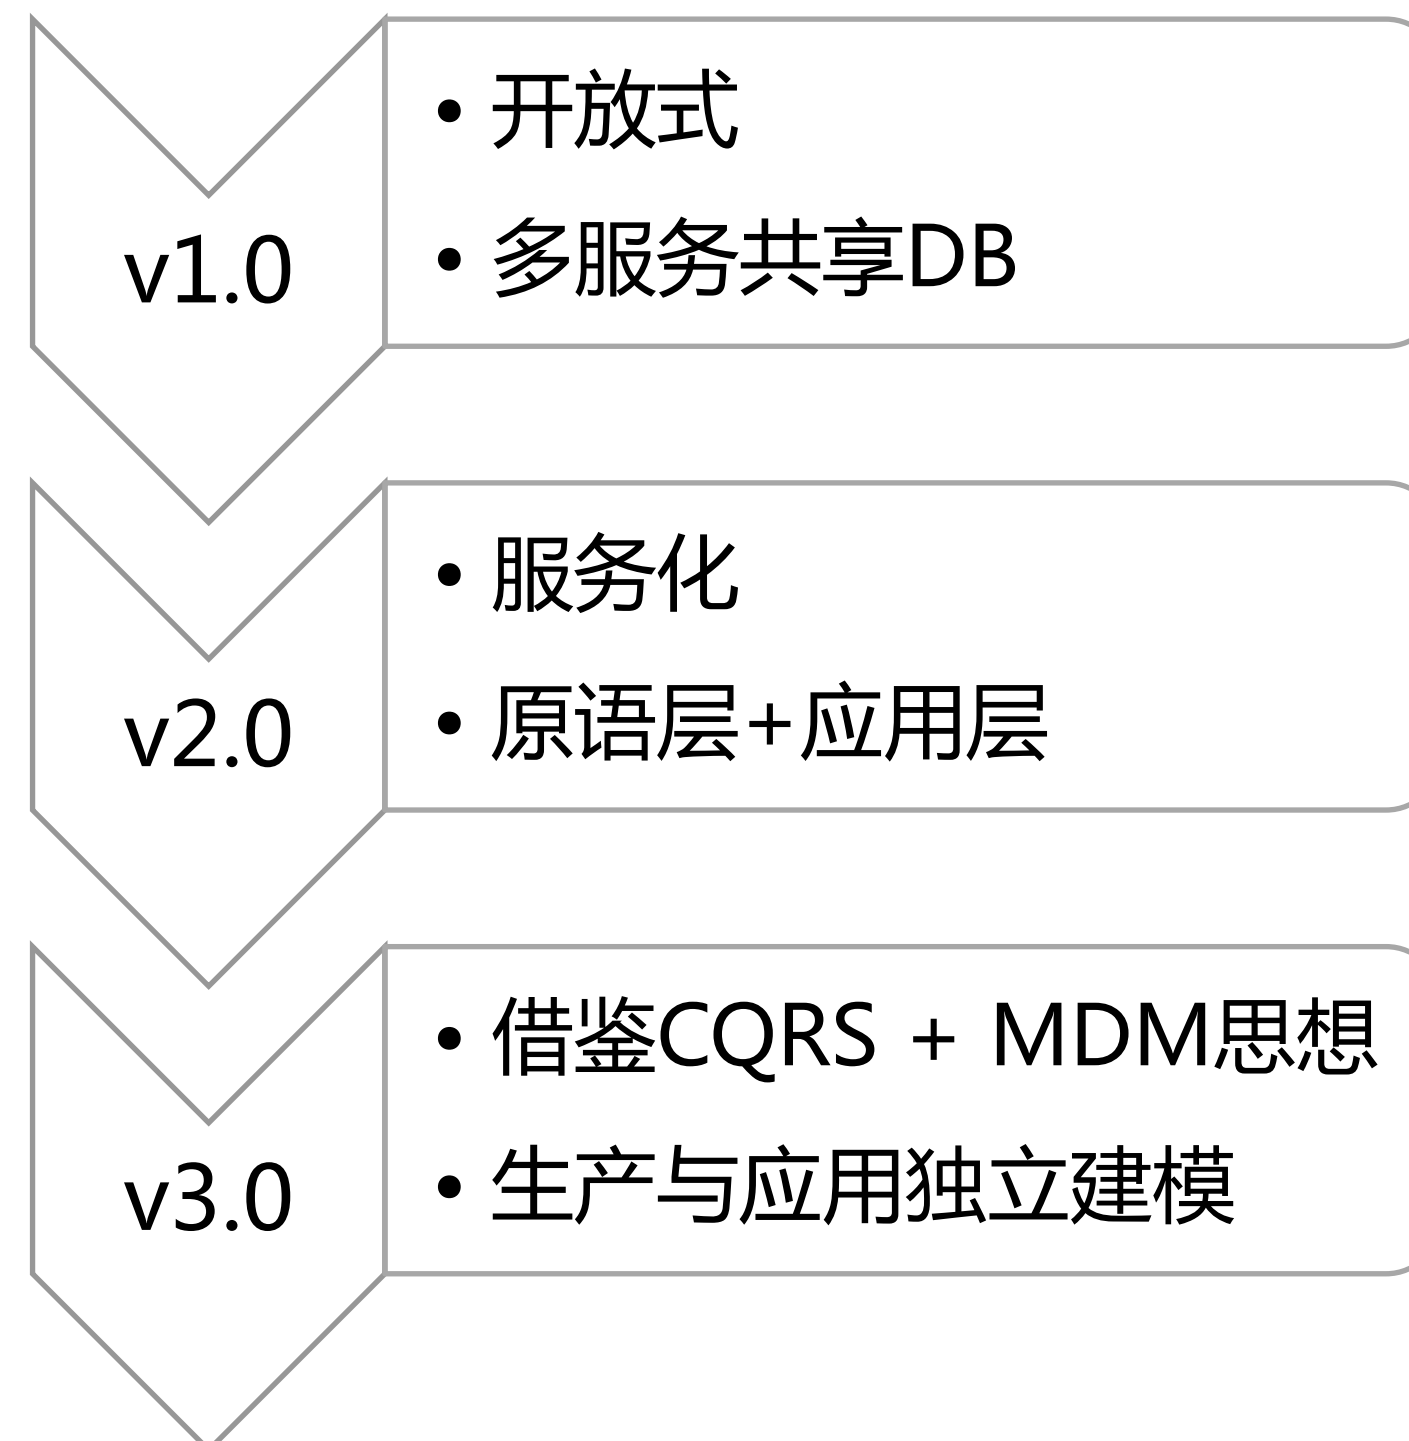 v1.0
• 开放式
• 多服务共享DB
v2.0
• 服务化
• 原语层+应用层
v3.0
• 借鉴CQRS + MDM思想
• 生产与应用独立建模